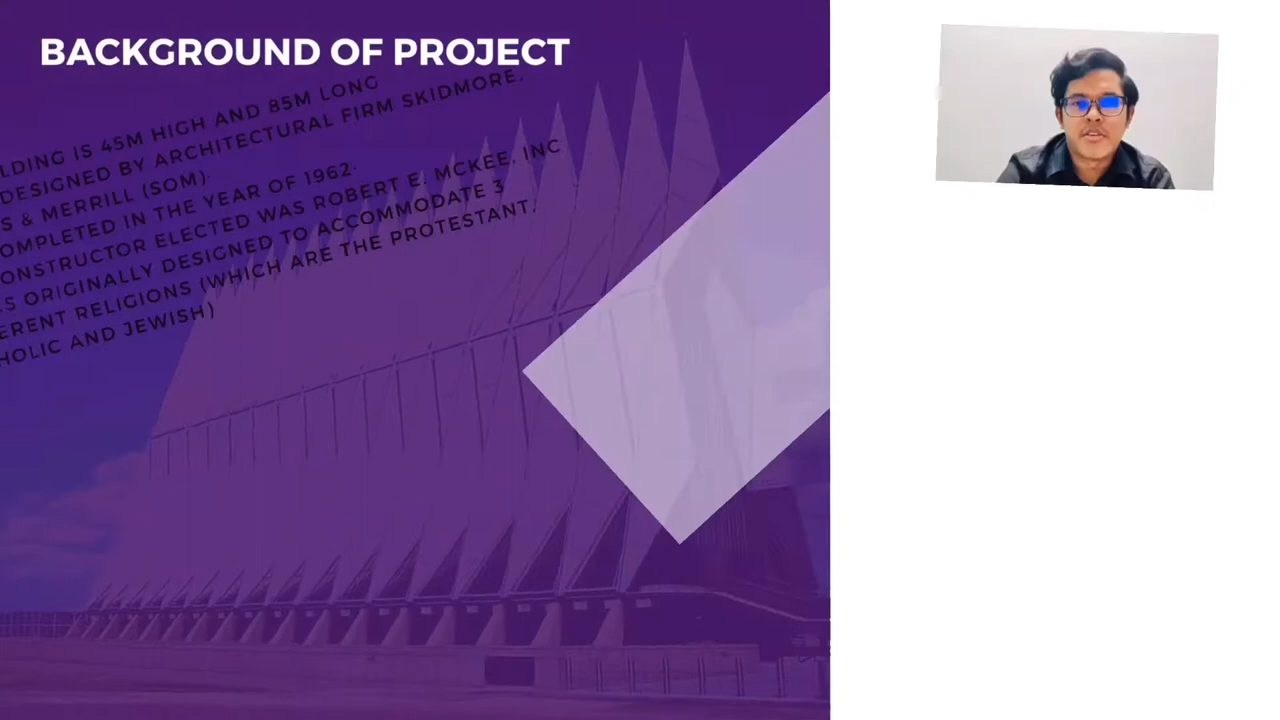 BACKGROUND OF PROJECT
LDING IS 45M HIGH AND 85M LONG
DESIGNED BY ARCHITECTURAL FIRM SKIDMORE,
S & MERRILL (SOM).
OMPLETED IN THE YEAR OF 1962.
ONSTRUCTOR ELECTED WAS ROBERT E. MCKEE, INC
S ORIGINALLY DESIGNED TO ACCOMMODATE 3
ERENT RELIGIONS (WHICH ARE THE PROTESTANT,
HOLIC AND JEWISH)